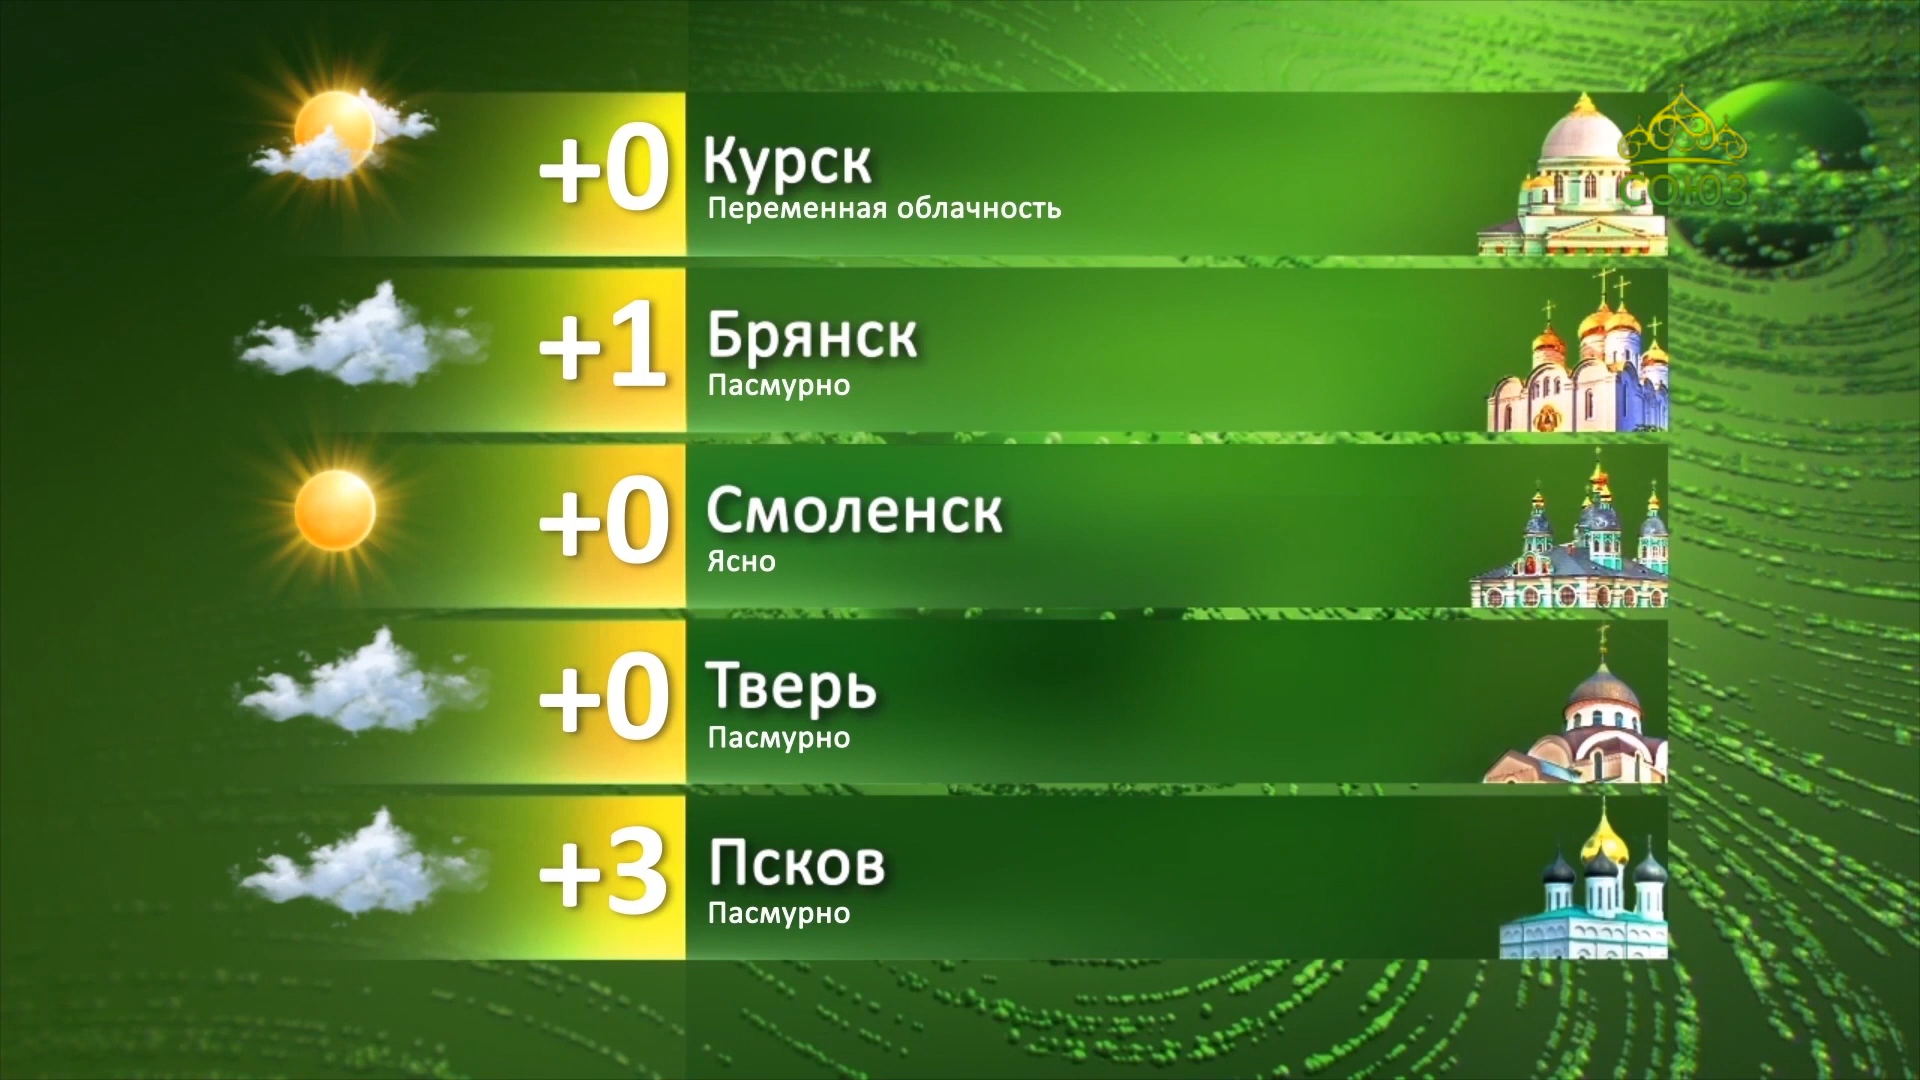 +0 Курск
Переменная облачность
СОЮЗ
+1 Брянск
Пасмурно
+0 Смоленск
Ясно
+0 Тверь
Пасмурно
+3 Псков
Пасмурно